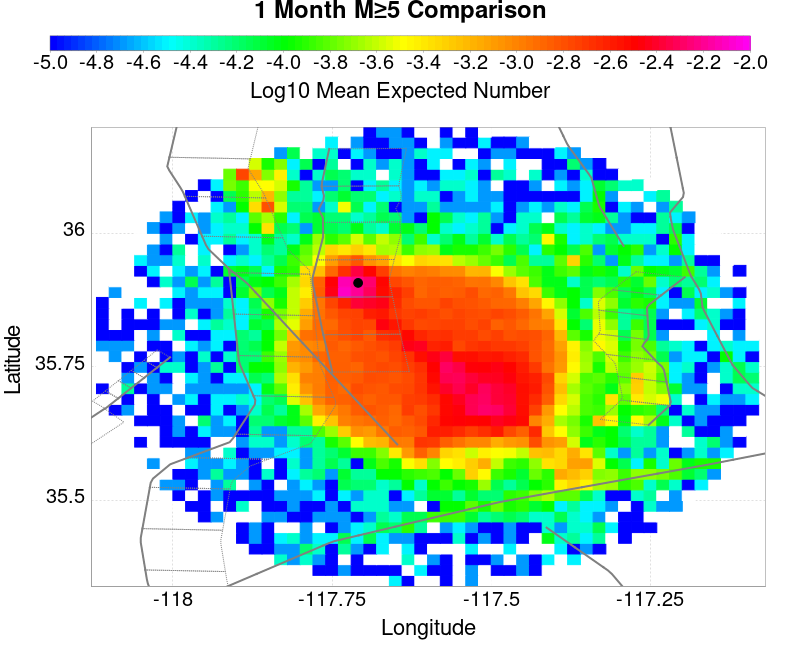 1 Month M≥5 Comparison
-5.0 -4.8 -4.6 -4.4 -4.2 -4.0 -3.8 -3.6 -3.4 -3.2 -3.0 -2.8 -2.6 -2.4 -2.2 -2.0
Log10 Mean Expected Number
36
35.75
35.5
Latitude
-118 -117.75 -117.5 -117.25
Longitude